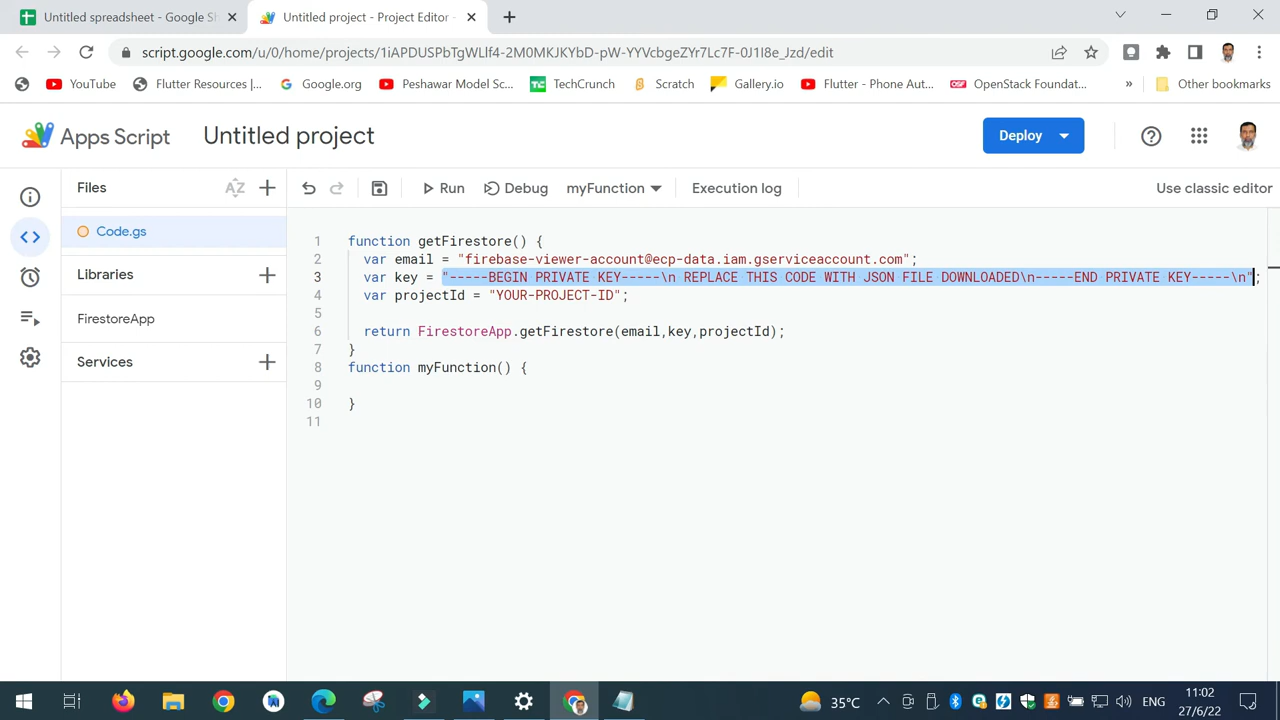 Untitled spreadsheet - Google Sh
Untitled project - Project Editor -
script.google.com/u/0/home/projects/1iAPDUSPbTgWLlf4-2M0MKJKYbD-pW-YYVcbgeZYr7Lc7F-0J1I8e_Jzd/edit
YouTube
Flutter Resources |...
Google.org
Peshawar Model Sc...
TechCrunch
Scratch
Gallery.io
Flutter - Phone Aut...
OpenStack Foundat...
»
Other bookmarks
Apps Script
Untitled project
Deploy
Files
AZ
Run
Debug
myFunction
Execution log
Use classic editor
Code.gs
Libraries
FirestoreApp
Services
1 function getFirestore() {
2 var email = "firebase-viewer-account@ecp-data.iam.gserviceaccount.com";
3 var key = "-----BEGIN PRIVATE KEY-----\n REPLACE THIS CODE WITH JSON FILE DOWNLOADED\n-----END PRIVATE KEY-----\n";
4 var projectId = "YOUR-PROJECT-ID";
5
6 return FirestoreApp.getFirestore(email,key,projectId);
7 }
8 function myFunction() {
9
10 }
11
35°C
ENG
11:02
27/6/22